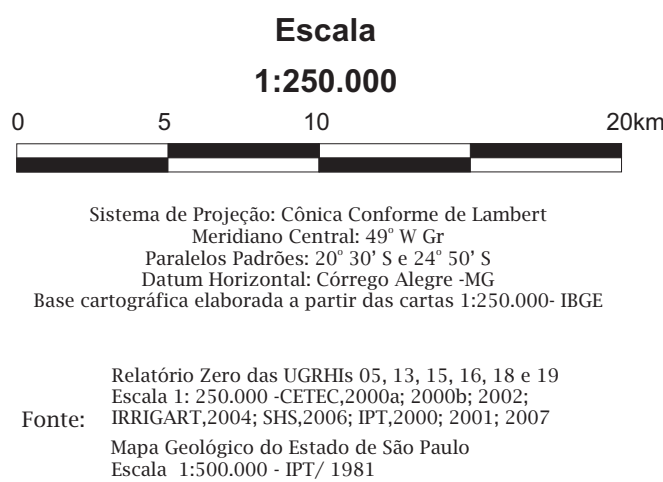 Escala
1:250.000
0 5 10 20km
Sistema de Projeção: Cônica Conforme de Lambert
Meridiano Central: 49° W Gr
Paralelos Padrões: 20° 30’ S e 24° 50’ S
Datum Horizontal: Córrego Alegre -MG
Base cartográfica elaborada a partir das cartas 1:250.000- IBGE
Relatório Zero das UGRHIs 05, 13, 15, 16, 18 e 19
Escala 1: 250.000 -CETEC,2000a; 2000b; 2002;
Fonte: IRRIGART,2004; SHS,2006; IPT,2000; 2001; 2007
Mapa Geológico do Estado de São Paulo
Escala 1:500.000 - IPT/ 1981